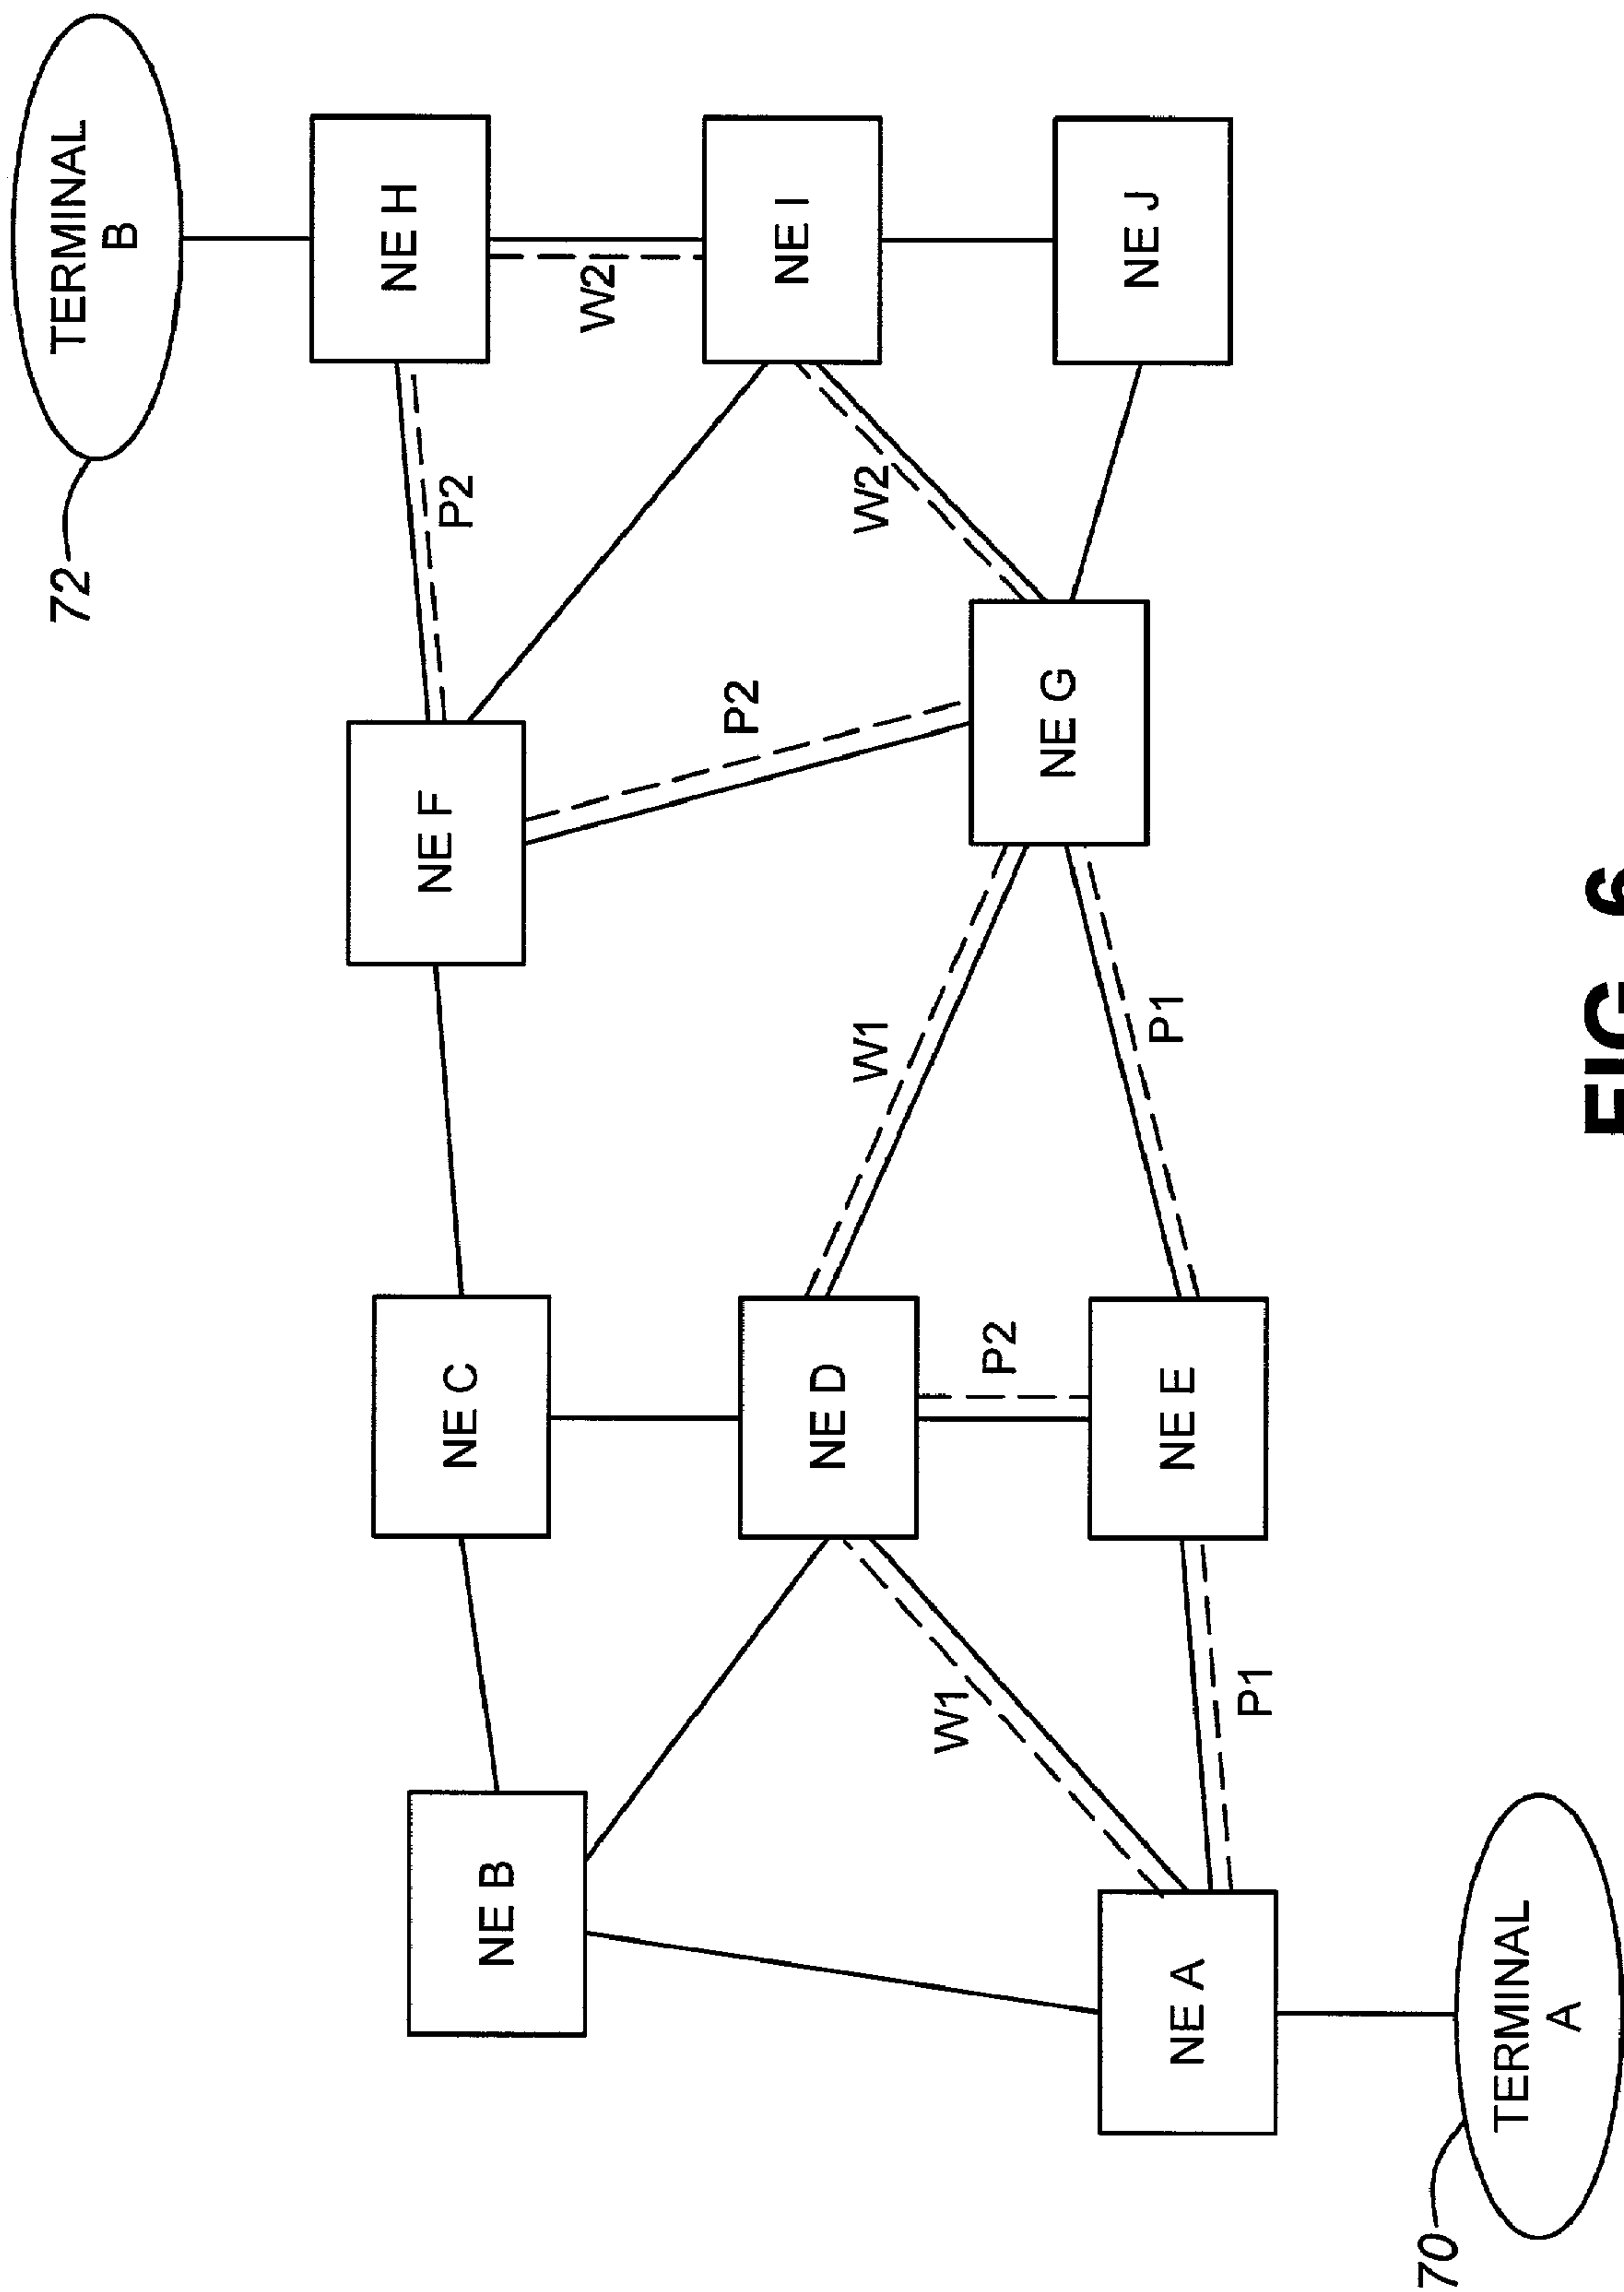 72
TERMINAL
B
NE H
W2
NE I
NE J
P2
W2
NE F
P2
NE G
W1
P1
NE C
NE D
P2
NE E
NE B
W1
P1
NE A
TERMINAL
A
70
FIG. 6